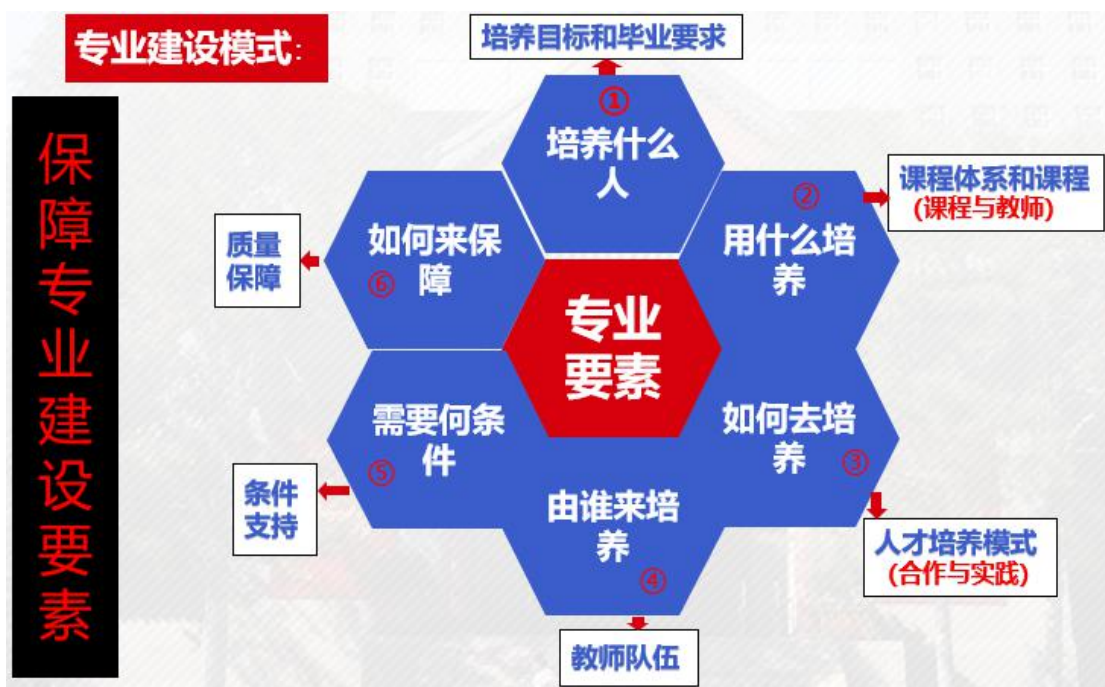 专业建设模式:
保障专业建设要素
培养目标和毕业要求
①
培养什么
人
②
用什么培
养
课程体系和课程
(课程与教师)
如何去培
养③
人才培养模式
(合作与实践)
由谁来培
养
④
教师队伍
需要何条
⑤件
条件
支持
如何来保
⑥障
质量
保障
专业
要素